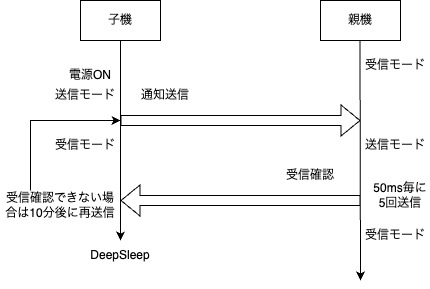 子機
親機
電源ON
受信モード
送信モード
通知送信
受信モード
送信モード
受信確認
受信確認できない場
合は10分後に再送信
50ms毎に
5回送信
受信モード
DeepSleep